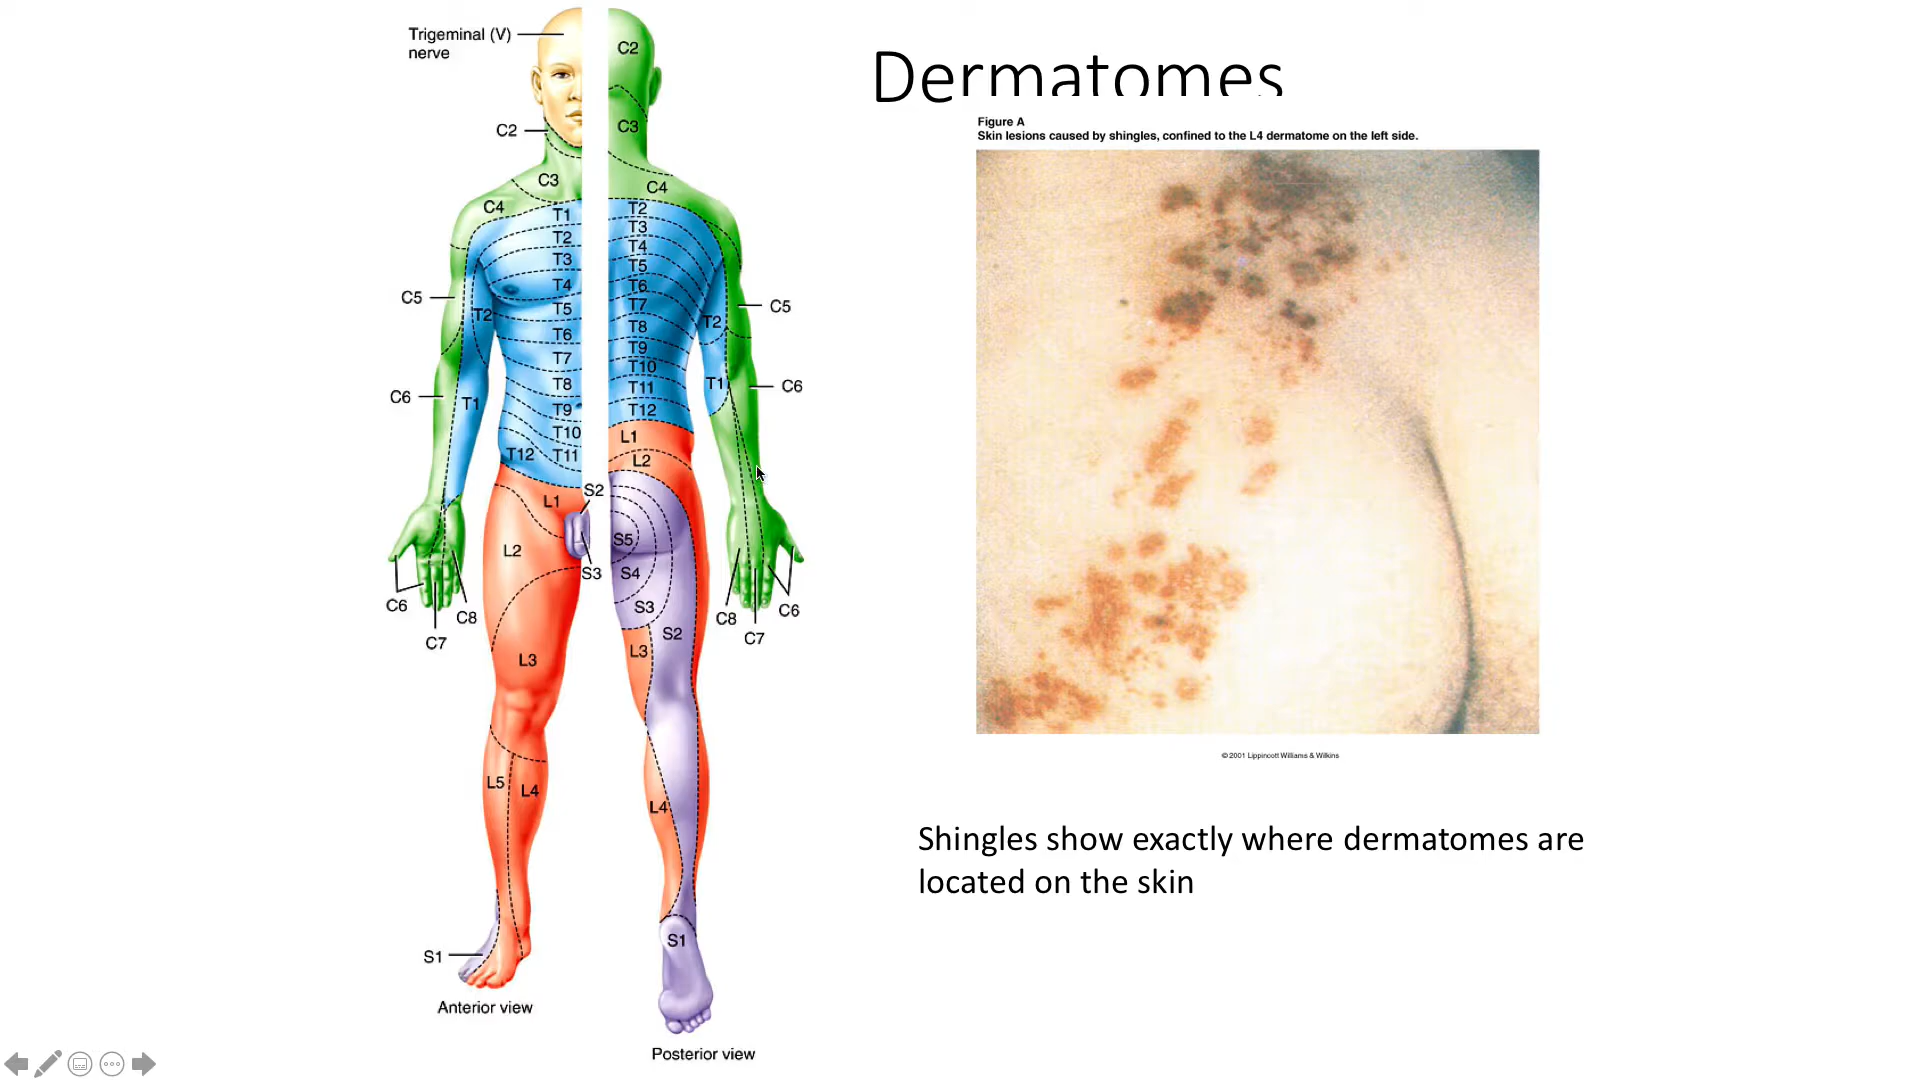 Dermatomes
Trigeminal (V)
nerve
C2
C3
C4
T1
T2
T3
T4
T5
T6
T7
T8
T9
T10
T11
T12
C5
T2
C6
T1
L1
S2
L2
S3
C6
C7
C8
L3
L5
L4
S1
Anterior view
C2
C3
C4
T2
T3
T4
T5
T6
T7
T8
T9
T10
T11
T12
C5
T2
T1
C6
L1
L2
S5
S4
S3
S2
C8
C7
C6
L3
L4
S1
Posterior view
Figure A
Skin lesions caused by shingles, confined to the L4 dermatome on the left side.
© 2001 Lippincott Williams & Wilkins
Shingles show exactly where dermatomes are
located on the skin